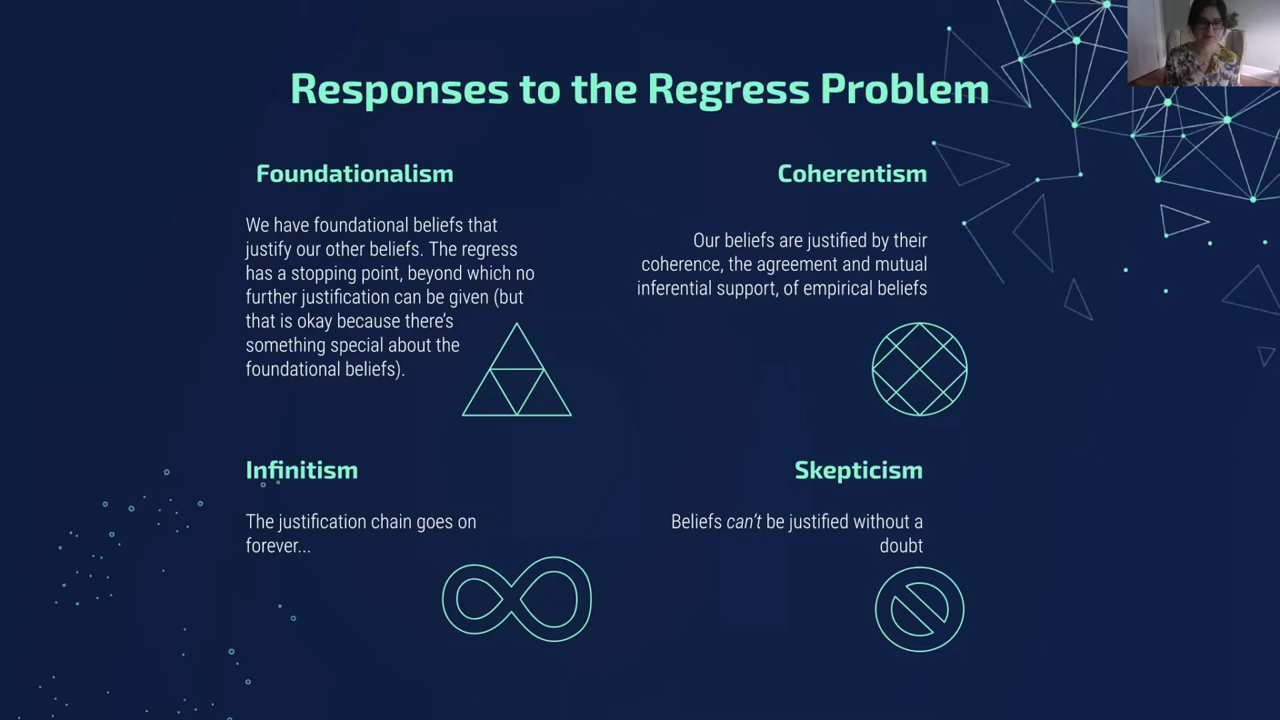 Responses to the Regress Problem
Foundationalism
We have foundational beliefs that
justify our other beliefs. The regress
has a stopping point, beyond which no
further justification can be given (but
that is okay because there's
something special about the
foundational beliefs).
Coherentism
Our beliefs are justified by their
coherence, the agreement and mutual
inferential support, of empirical beliefs
Infinitism
The justification chain goes on
forever...
Skepticism
Beliefs can't be justified without a
doubt